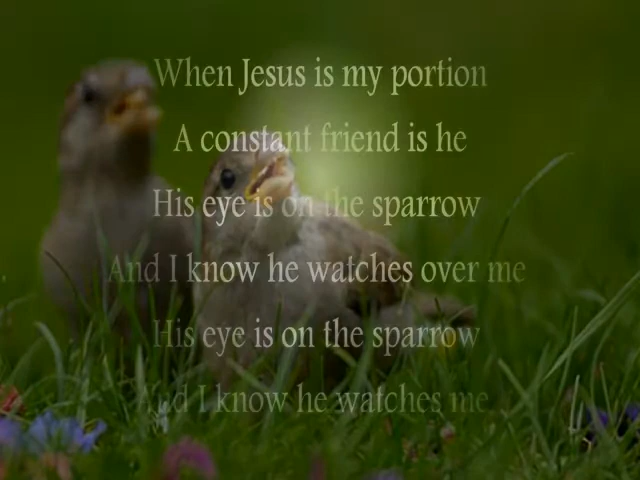 When Jesus is my portion
A constant friend is he
His eye is on the sparrow
And I know he watches over me
His eye is on the sparrow
And I know he watches me